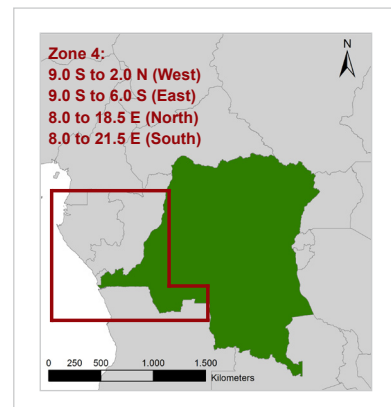 Zone 4:
N
9.0 S to 2.0 N (West)
9.0 S to 6.0 S (East)
8.0 to 18.5 E (North)
8.0 to 21.5 E (South)
0 250 500 1.000 1.500
Kilometers